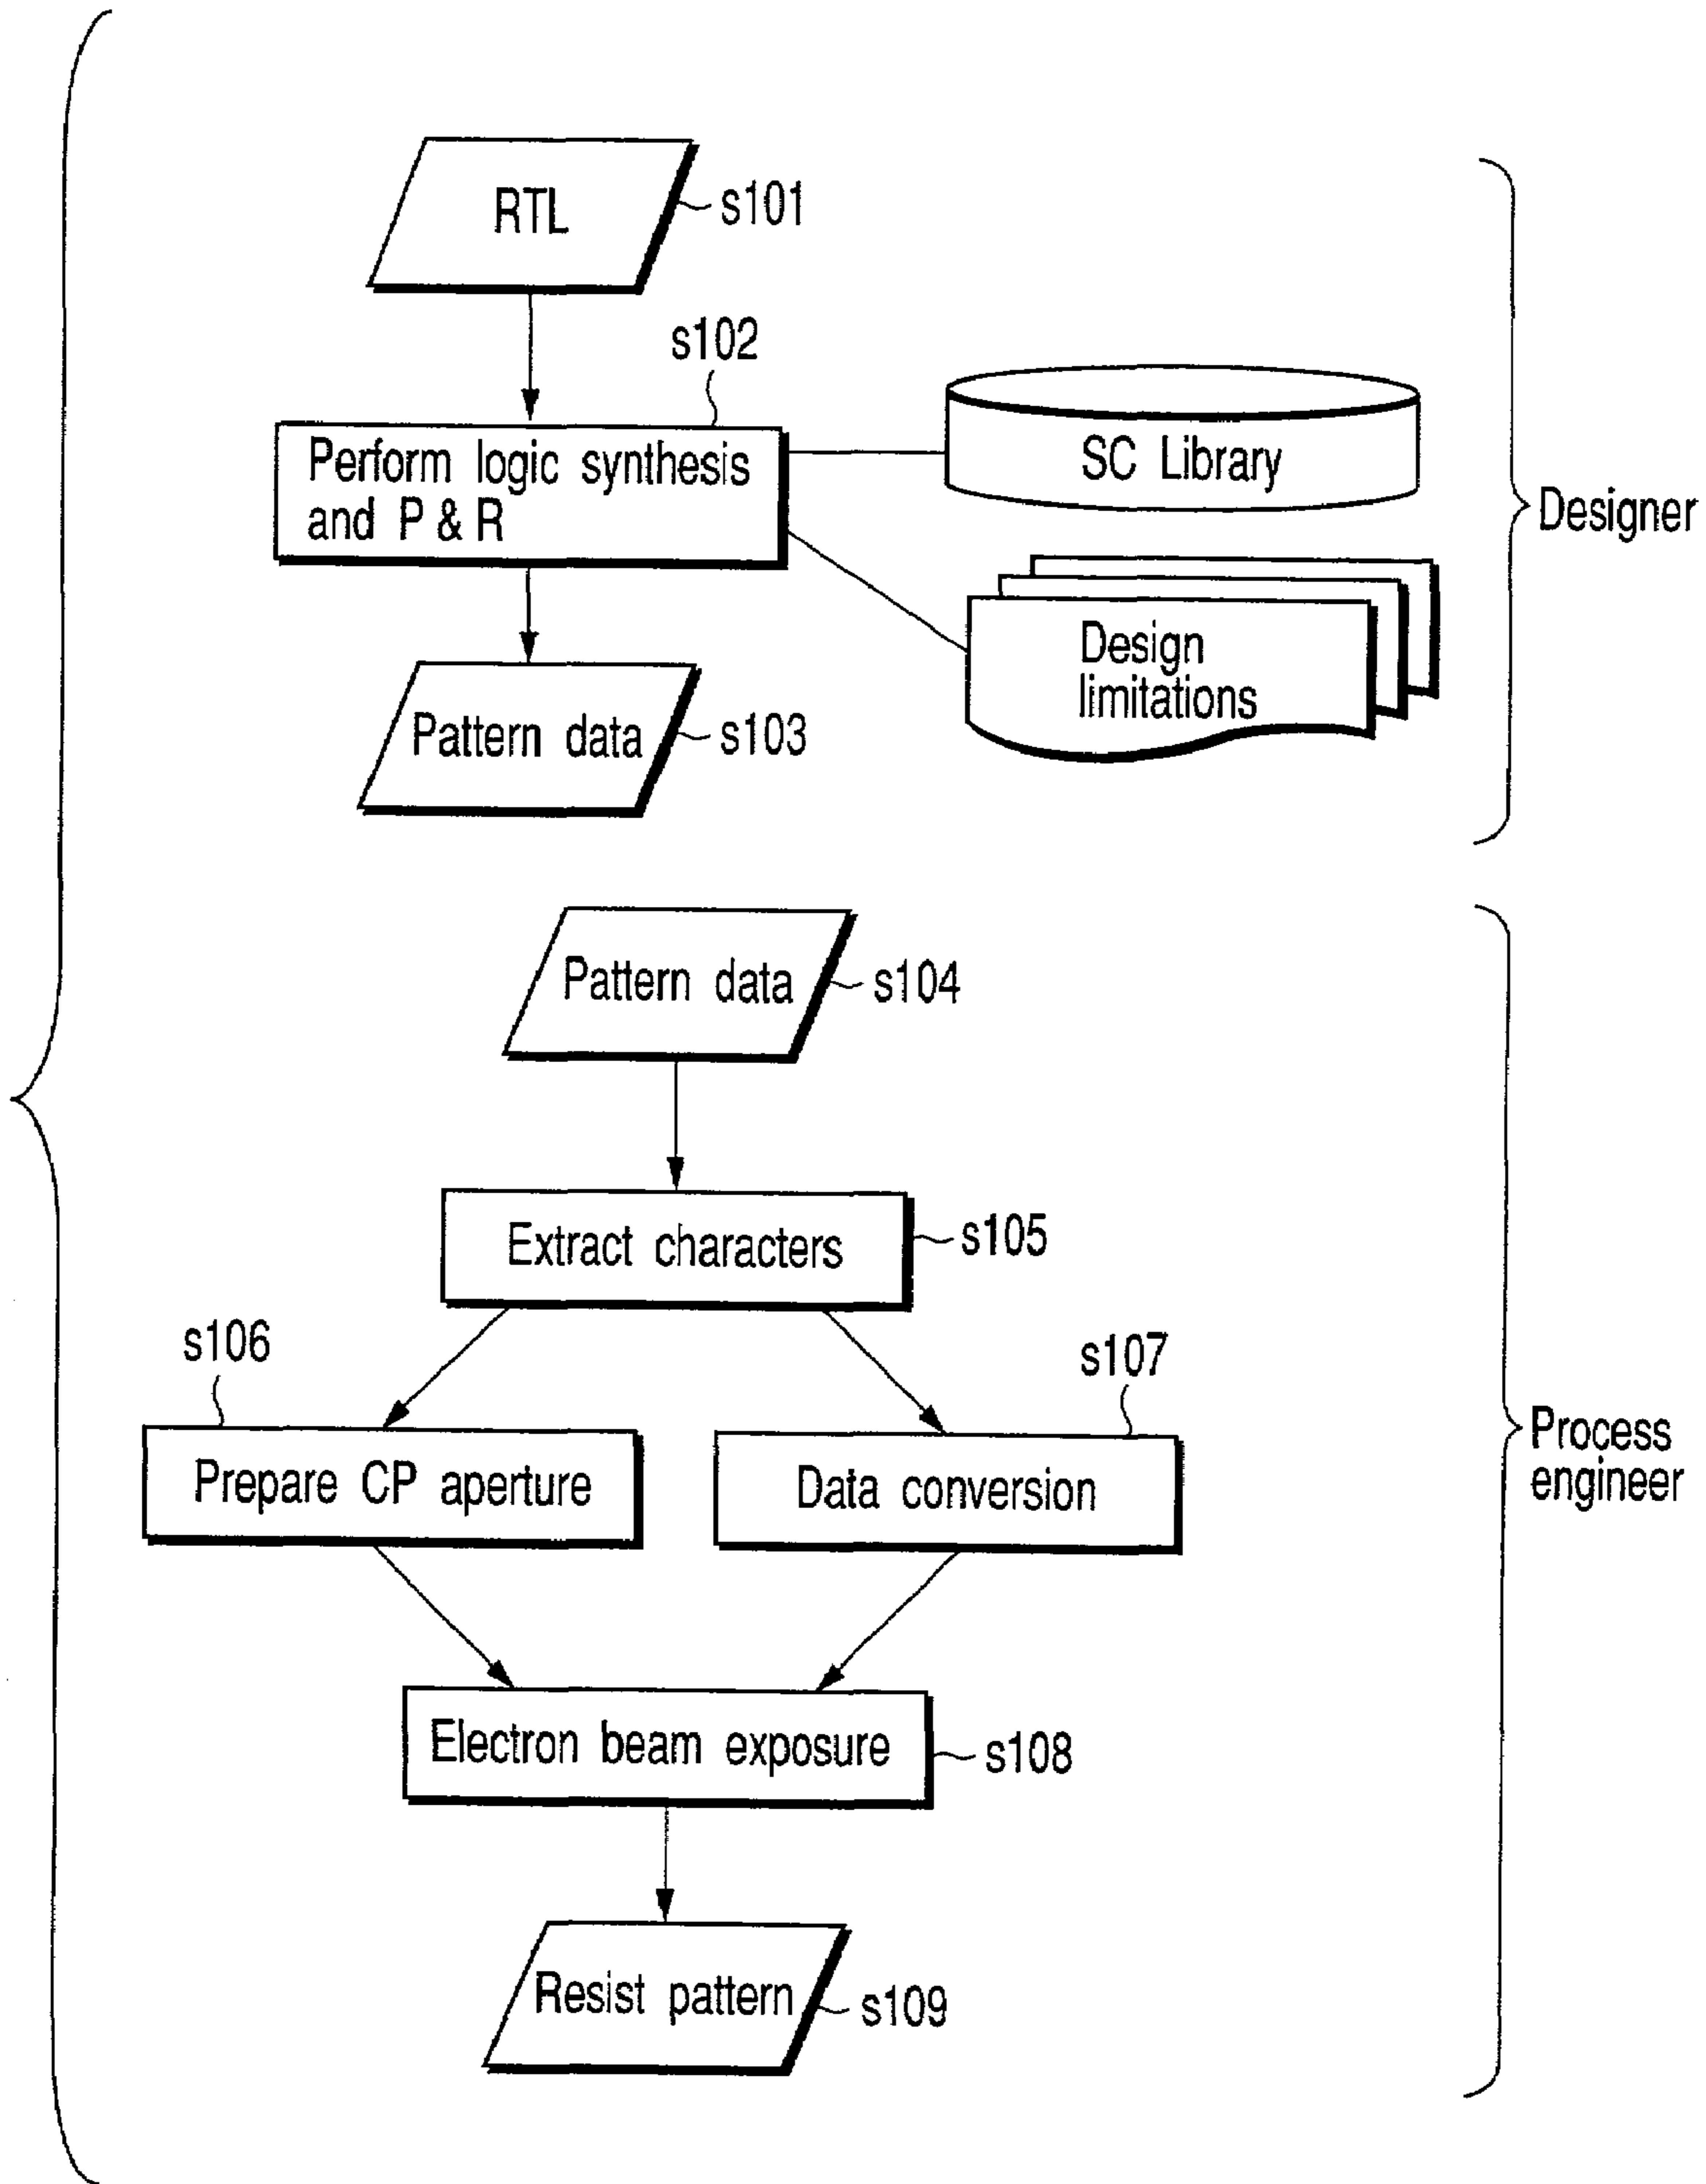 RTL
s101
s102
Perform logic synthesis
and P & R
SC Library
Designer
Design
limitations
Pattern data
s103
Pattern data
s104
Extract characters
s105
s106
s107
Prepare CP aperture
Data conversion
Process
engineer
Electron beam exposure
s108
Resist pattern
s109